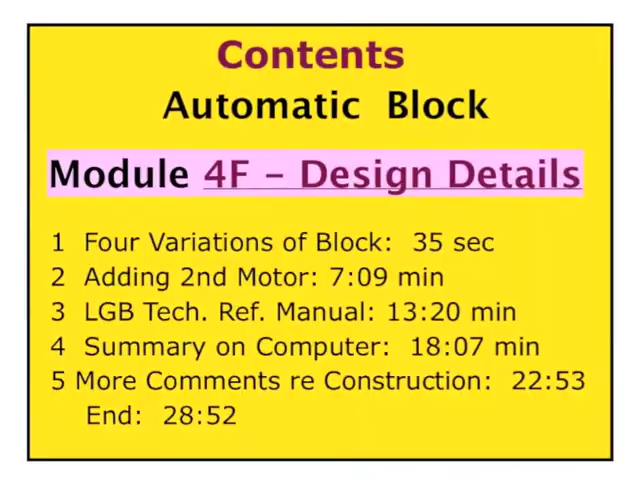 Contents
Automatic Block
Module 4F - Design Details
1 Four Variations of Block: 35 sec
2 Adding 2nd Motor: 7:09 min
3 LGB Tech. Ref. Manual: 13:20 min
4 Summary on Computer: 18:07 min
5 More Comments re Construction: 22:53
End: 28:52